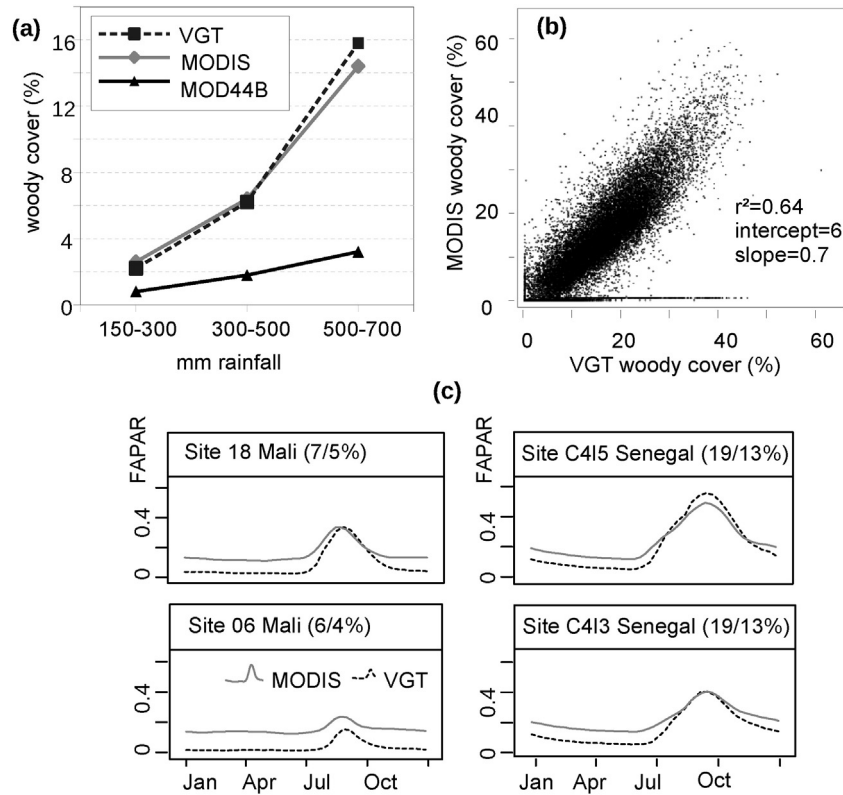 (a)
VGT
MODIS
MOD44B
woody cover (%)
16
12
8
4
0
150-300 300-500 500-700
mm rainfall
(b)
MODIS woody cover (%)
60
40
20
0
r²=0.64
intercept=6
slope=0.7
0 20 40 60
VGT woody cover (%)
(c)
FAPAR
Site 18 Mali (7/5%)
0.4
0
FAPAR
Site C4I5 Senegal (19/13%)
0.4
0
Site 06 Mali (6/4%)
MODIS VGT
0.4
0
Jan Apr Jul Oct
Site C4I3 Senegal (19/13%)
0.4
0
Jan Apr Jul Oct